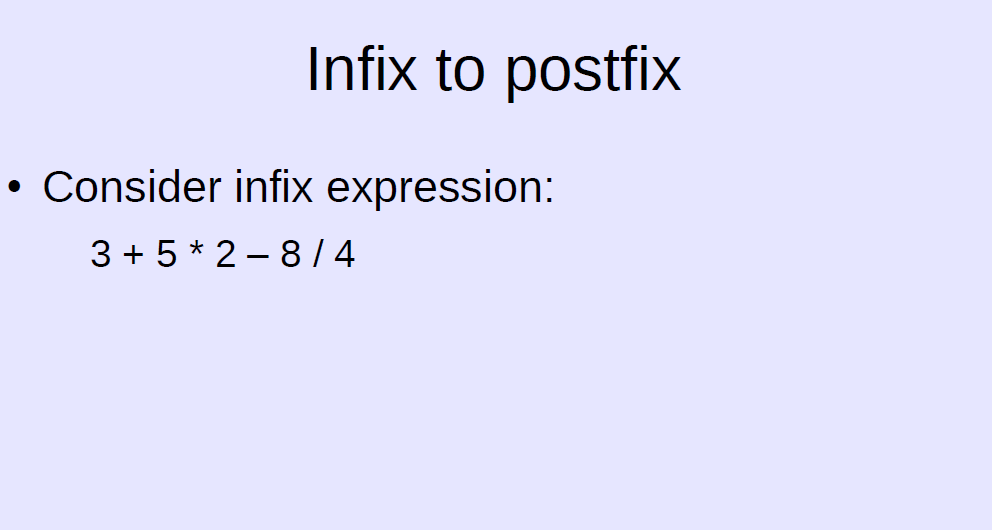 Infix to postfix
• Consider infix expression:
3 + 5 * 2 – 8 / 4